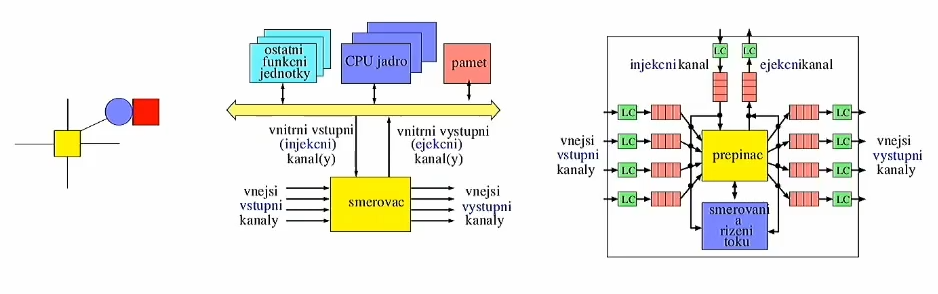 ostatni
funkcni
jednotky
CPU jadro
pamet
vnitrni vstupni
(injekcni)
kanal(y)
vnitrni vystupni
(ejekcni)
kanal(y)
vnejsi
vstupni
kanaly
smerovac
vnejsi
vystupni
kanaly
LC
LC
injekcni kanal
ejekcni kanal
vnejsi
vstupni
kanaly
LC
LC
LC
LC
prepinac
smerovani
a
rizeni
toku
LC
LC
LC
LC
vnejsi
vystupni
kanaly